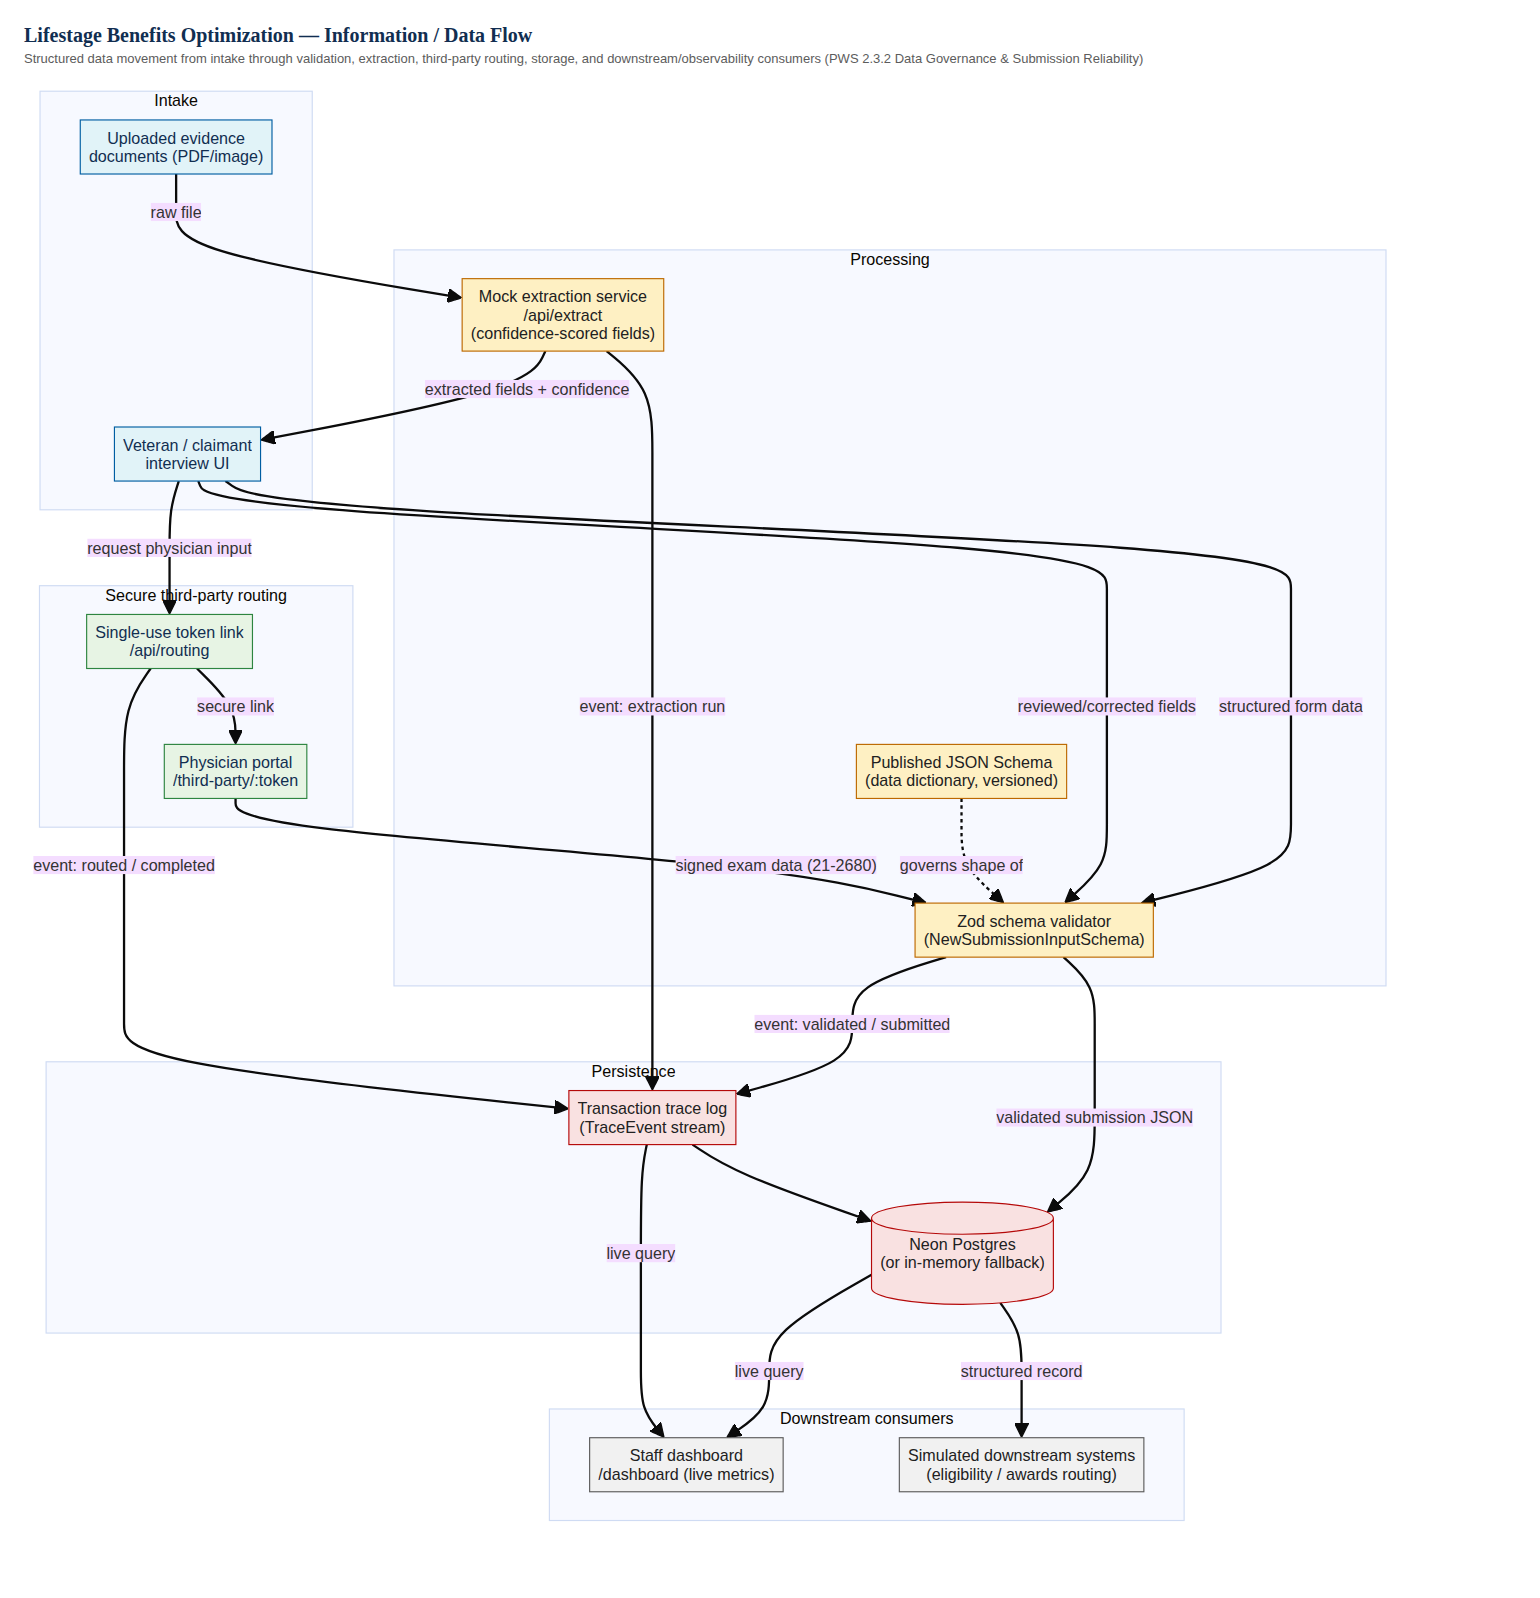 Lifestage Benefits Optimization — Information / Data Flow
Structured data movement from intake through validation, extraction, third-party routing, storage, and downstream/observability consumers (PWS 2.3.2 Data Governance & Submission Reliability)
Intake
Uploaded evidence
documents (PDF/image)
raw file
Processing
Mock extraction service
/api/extract
(confidence-scored fields)
extracted fields + confidence
Veteran / claimant
interview UI
request physician input
Secure third-party routing
Single-use token link
/api/routing
secure link
event: extraction run
reviewed/corrected fields
structured form data
Physician portal
/third-party/:token
Published JSON Schema
(data dictionary, versioned)
event: routed / completed
signed exam data (21-2680)
governs shape of
Zod schema validator
(NewSubmissionInputSchema)
event: validated / submitted
Persistence
Transaction trace log
(TraceEvent stream)
validated submission JSON
Neon Postgres
(or in-memory fallback)
live query
live query
structured record
Downstream consumers
Staff dashboard
/dashboard (live metrics)
Simulated downstream systems
(eligibility / awards routing)